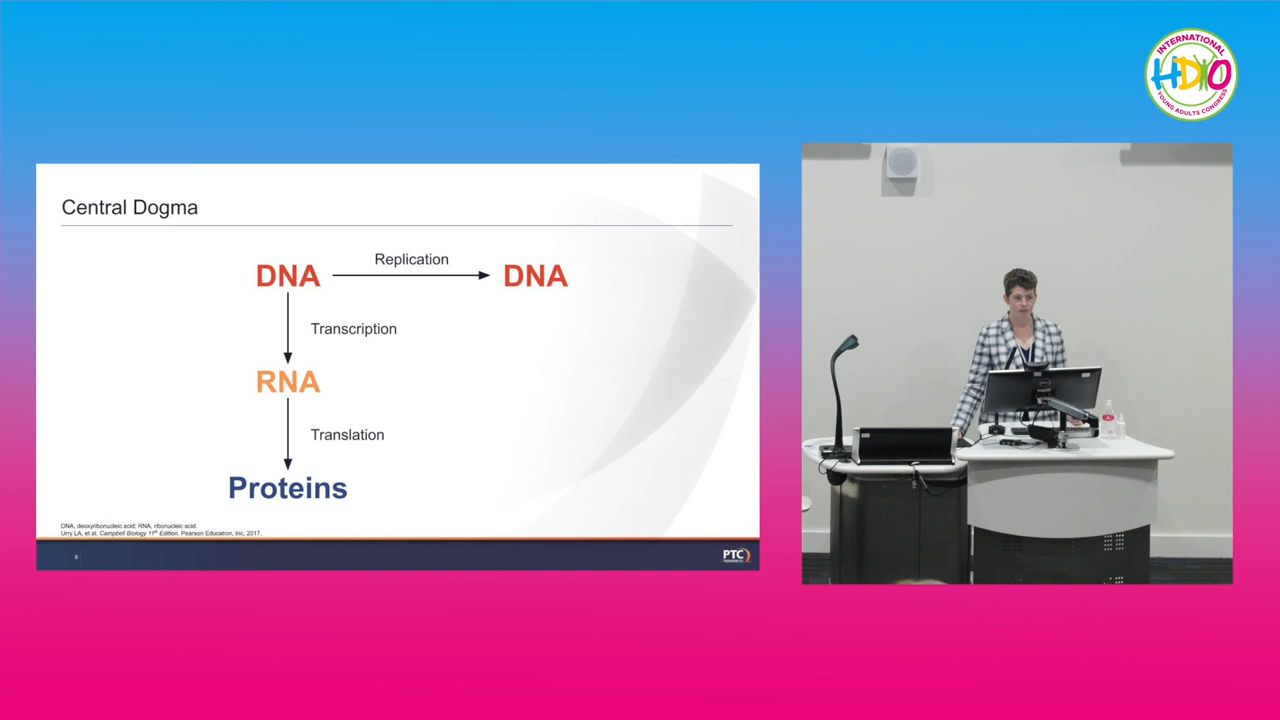 INTERNATIONAL
HDYO
YOUNG ADULTS CONGRESS
Central Dogma
DNA
Replication
DNA
Transcription
RNA
Translation
Proteins
DNA, deoxyribonucleic acid; RNA, ribonucleic acid.
Urry LA, et al. Campbell Biology 11th Edition. Pearson Education, Inc, 2017.
PTC
THERAPEUTICS